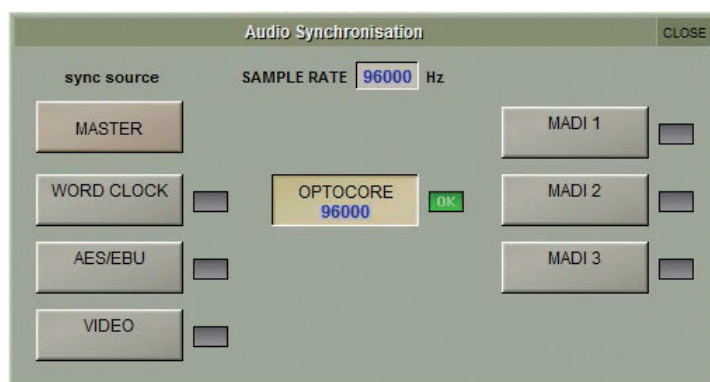 Audio Synchronisation
CLOSE
sync source
SAMPLE RATE 96000 Hz
MASTER
MADI 1
WORD CLOCK
OPTOCORE
96000
OK
MADI 2
AES/EBU
MADI 3
VIDEO